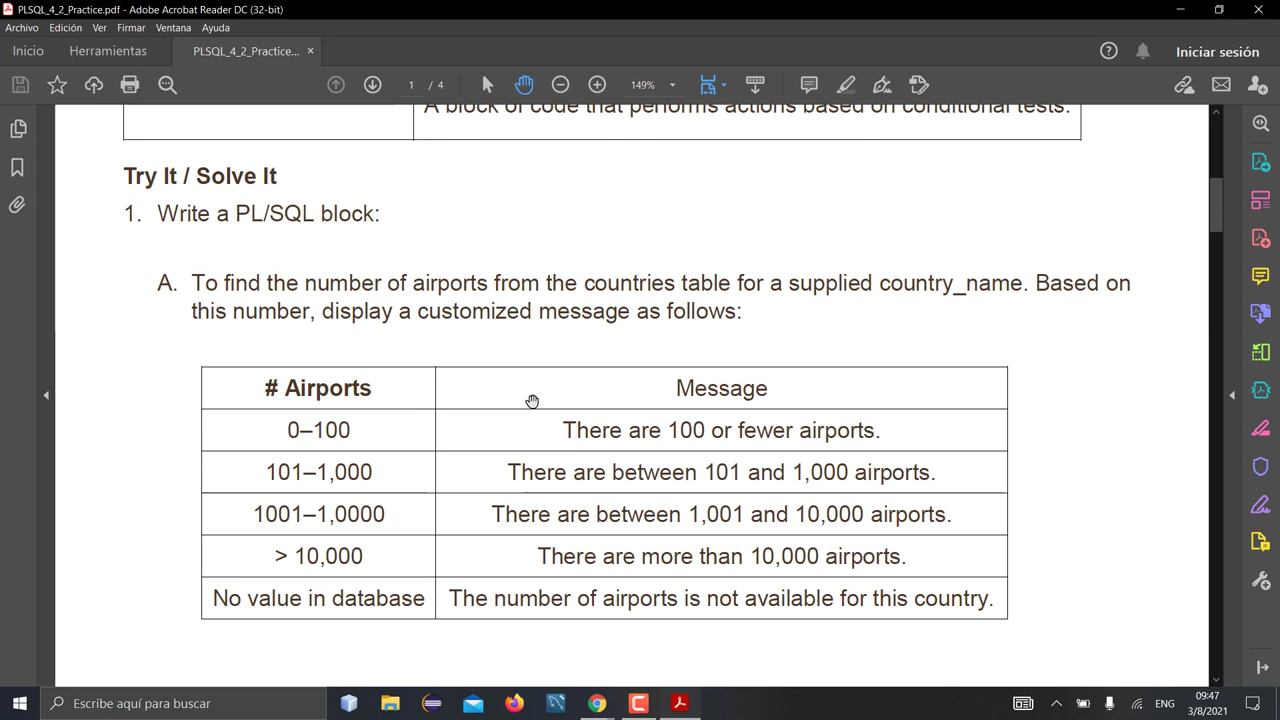 PLSQL_4_2_Practice.pdf - Adobe Acrobat Reader DC (32-bit)
Archivo Edición Ver Firmar Ventana Ayuda
Inicio Herramientas PLSQL_4_2_Practice... × Iniciar sesión
1 / 4 149%
A block of code that performs actions based on conditional tests.
Try It / Solve It
1. Write a PL/SQL block:
A. To find the number of airports from the countries table for a supplied country_name. Based on
this number, display a customized message as follows:
# Airports Message
0–100 There are 100 or fewer airports.
101–1,000 There are between 101 and 1,000 airports.
1001–1,0000 There are between 1,001 and 10,000 airports.
> 10,000 There are more than 10,000 airports.
No value in database The number of airports is not available for this country.
Escribe aquí para buscar ENG 09:47
3/8/2021